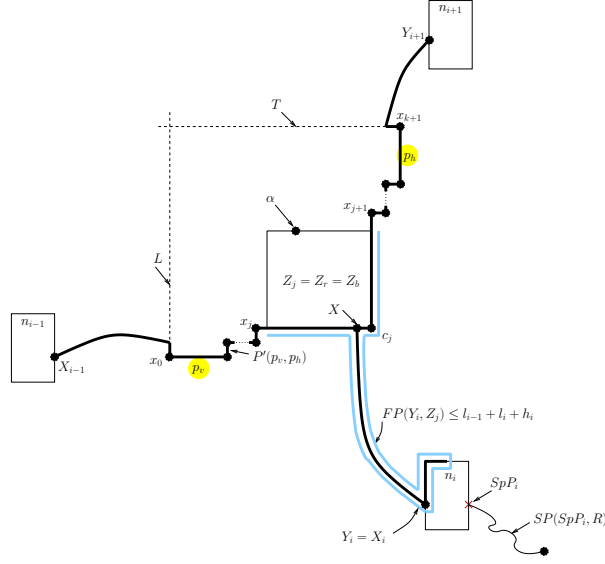 n_{i+1}
Y_{i+1}
T
x_{k+1}
p_h
α
x_{j+1}
L
Z_j = Z_r = Z_b
X
n_{i−1}
x_j
c_j
X_{i−1}
x_0
p_v
P′(p_v, p_h)
FP(Y_i, Z_j) ≤ l_{i−1} + l_i + h_i
n_i
SpP_i
Y_i = X_i
SP(SpP_i, R)